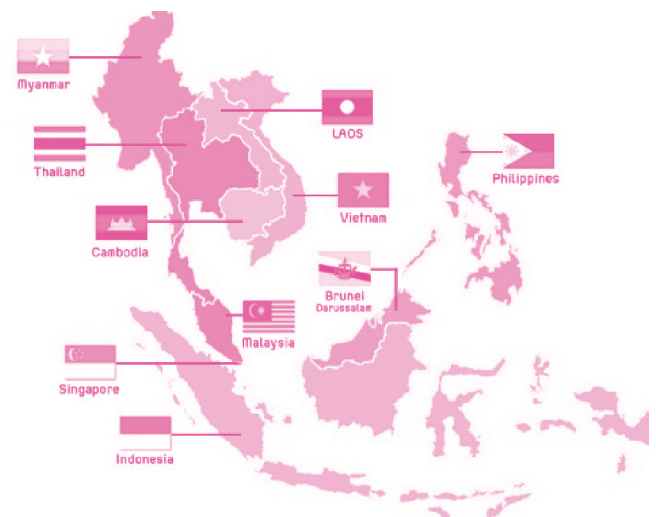 Myanmar
LAOS
Thailand
Philippines
Vietnam
Cambodia
Brunei
Darussalam
Malaysia
Singapore
Indonesia